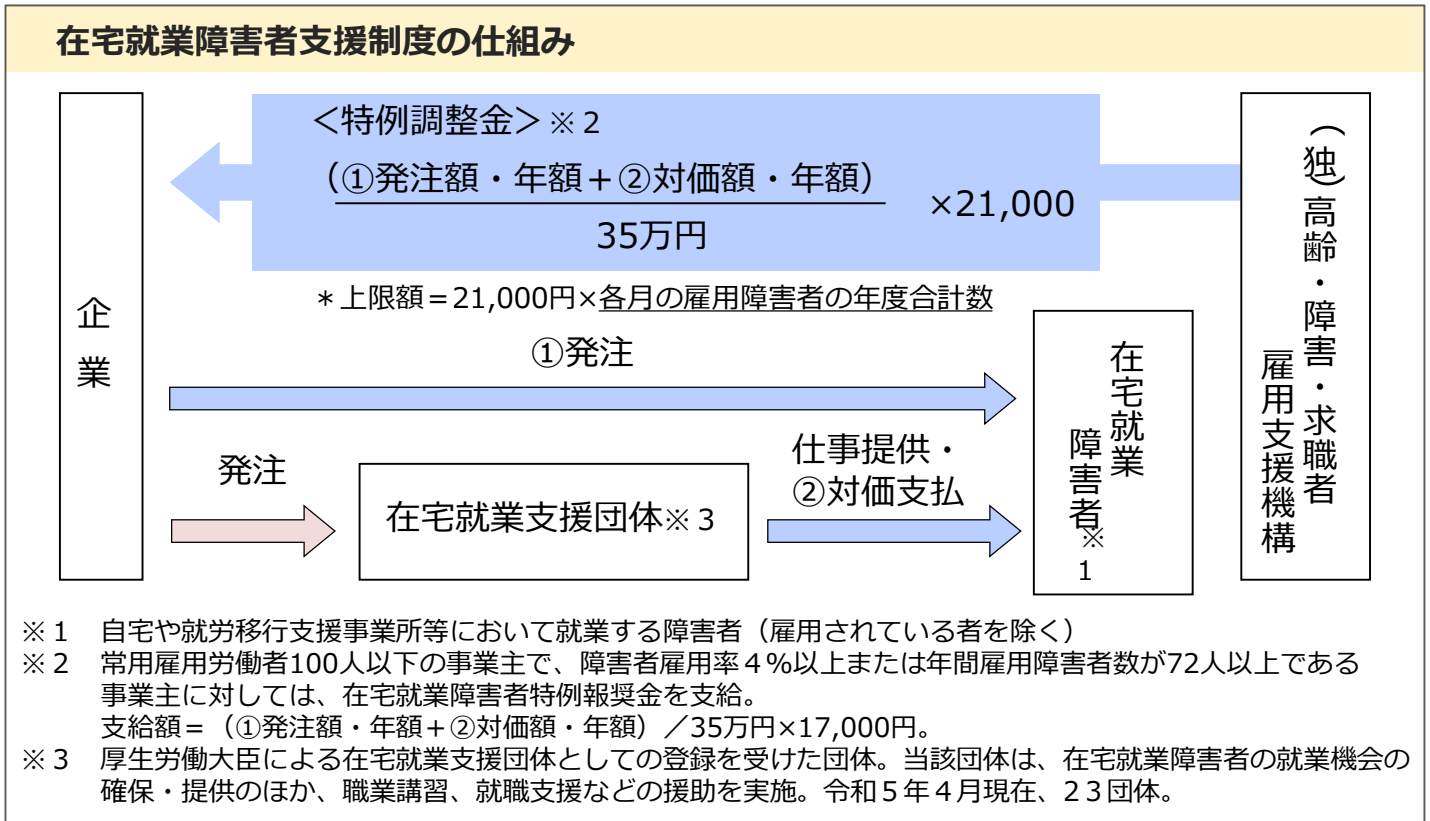 在宅就業障害者支援制度の仕組み
＜特例調整金＞※２
（①発注額・年額＋②対価額・年額）
35万円
×21,000
＊上限額＝21,000円×各月の雇用障害者の年度合計数
企業
①発注
発注
在宅就業支援団体※３
仕事提供・
②対価支払
在宅就業
障害者※1
（独）高齢・障害・求職者
雇用支援機構
※１　自宅や就労移行支援事業所等において就業する障害者（雇用されている者を除く）
※２　常用雇用労働者100人以下の事業主で、障害者雇用率４%以上または年間雇用障害者数が72人以上である
事業主に対しては、在宅就業障害者特例報奨金を支給。
支給額＝（①発注額・年額＋②対価額・年額）／35万円×17,000円。
※３　厚生労働大臣による在宅就業支援団体としての登録を受けた団体。当該団体は、在宅就業障害者の就業機会の
確保・提供のほか、職業講習、就職支援などの援助を実施。令和５年４月現在、２３団体。